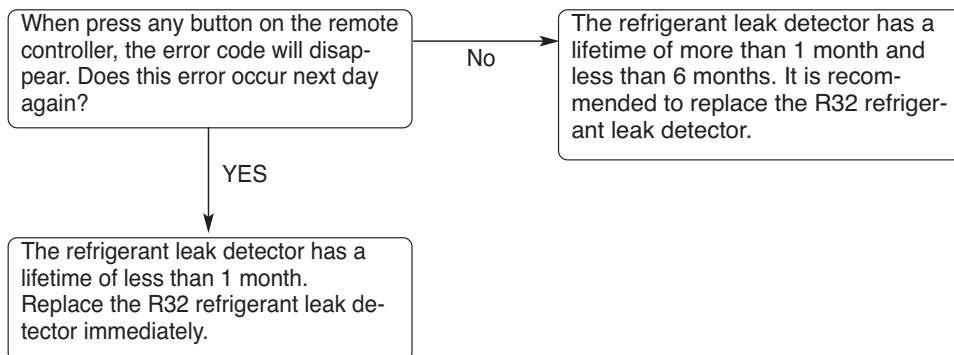 When press any button on the remote
controller, the error code will disap-
pear. Does this error occur next day
again?
No
The refrigerant leak detector has a
lifetime of more than 1 month and
less than 6 months. It is recom-
mended to replace the R32 refriger-
ant leak detector.
YES
The refrigerant leak detector has a
lifetime of less than 1 month.
Replace the R32 refrigerant leak de-
tector immediately.